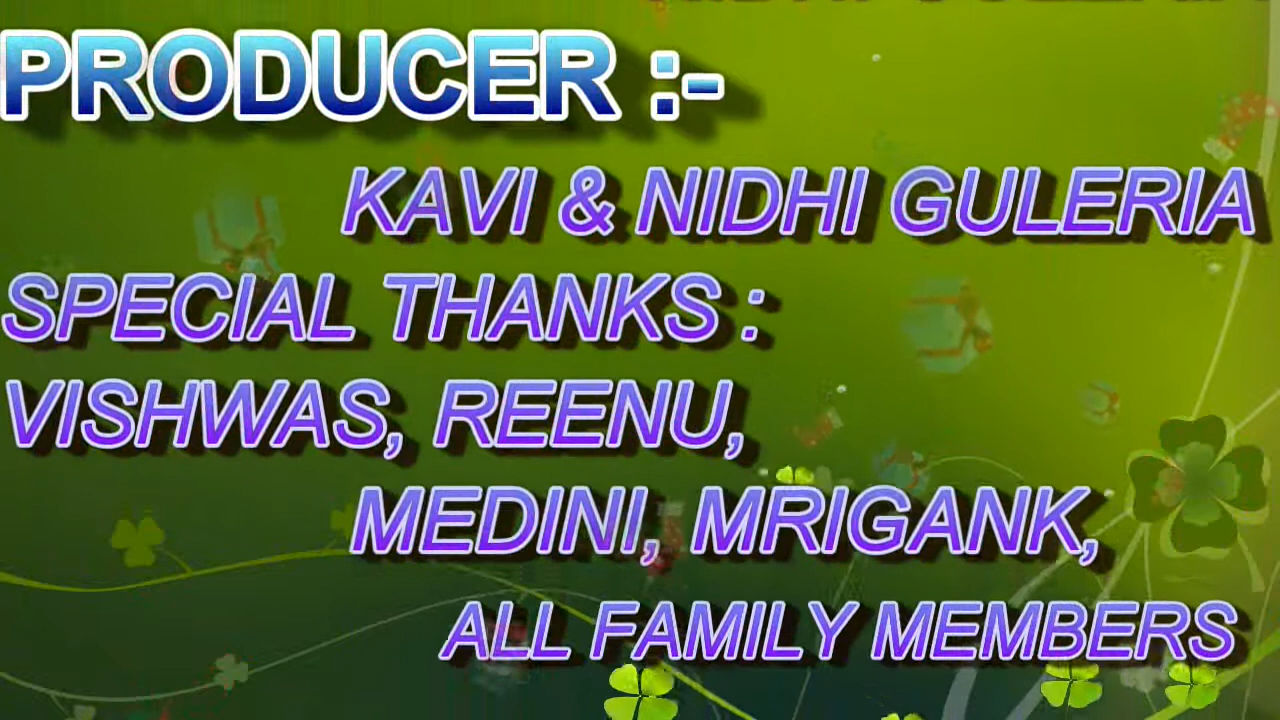 PRODUCER :-
KAVI & NIDHI GULERIA
SPECIAL THANKS :
VISHWAS, REENU,
MEDINI, MRIGANK,
ALL FAMILY MEMBERS